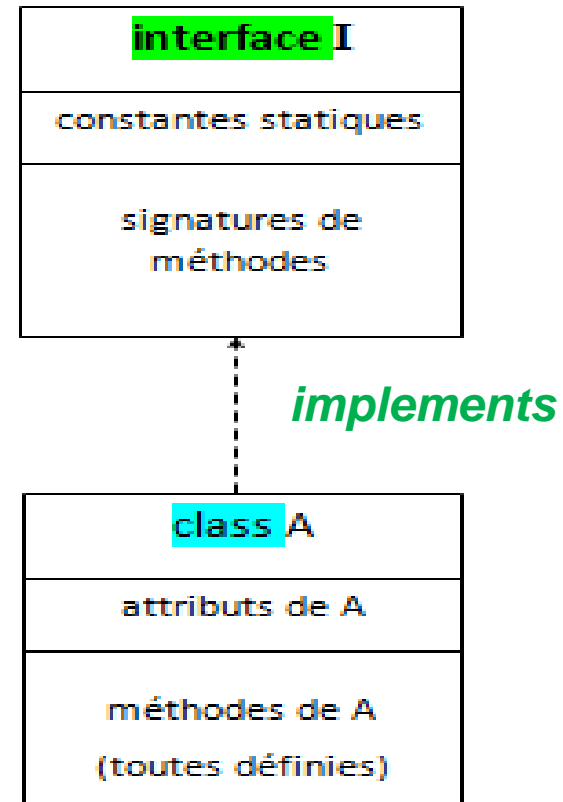 interface I
constantes statiques
signatures de
méthodes
implements
class A
attributs de A
méthodes de A
(toutes définies)